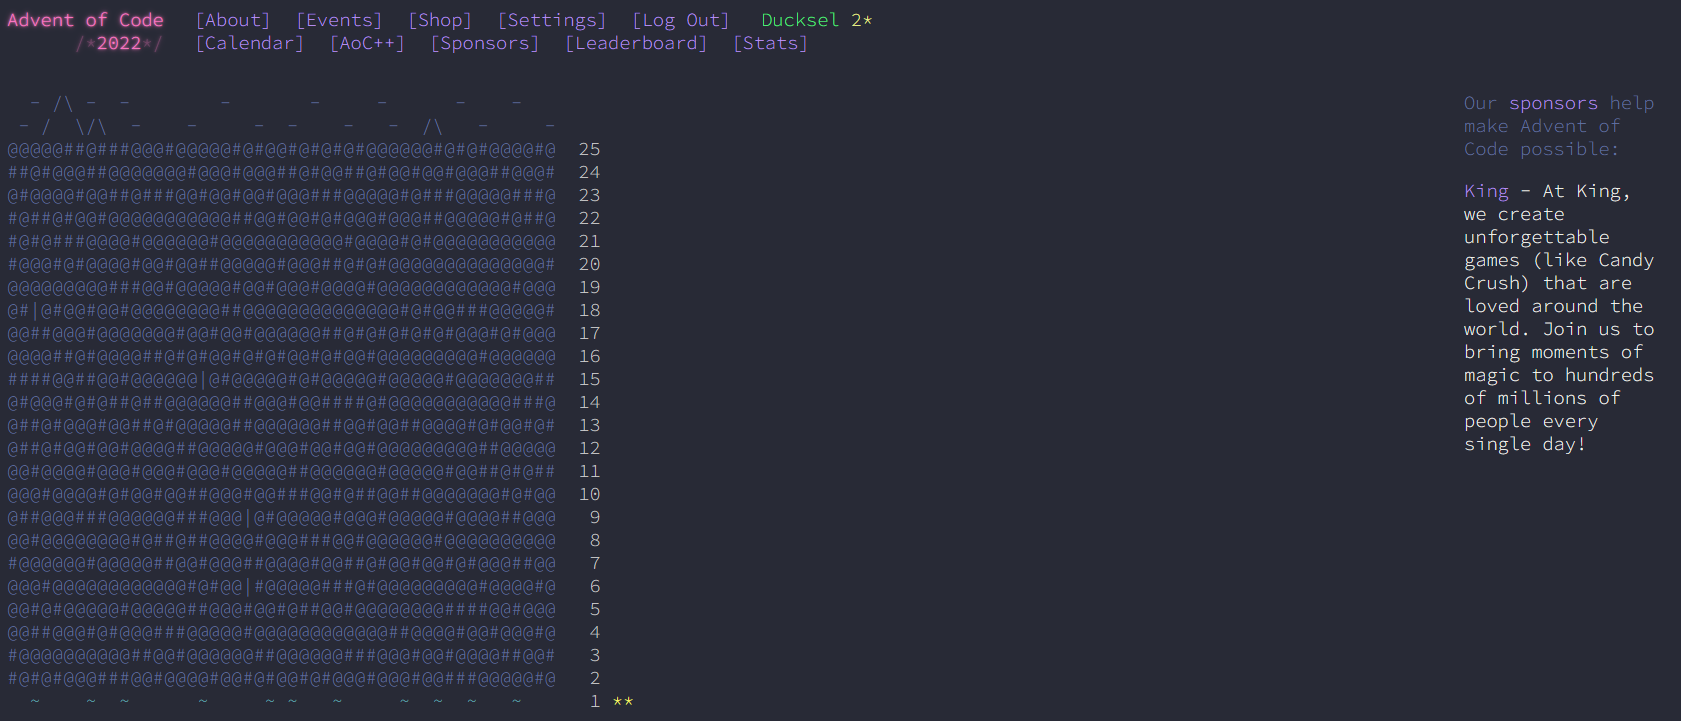 Advent of Code [About] [Events] [Shop] [Settings] [Log Out] Ducksel 2*
/*2022*/ [Calendar] [AoC++] [Sponsors] [Leaderboard] [Stats]
- /\ - -        -       -     -      -    -
- /  \/\  -    -     -  -    -   -  /\   -     -
@@@@@##@###@@@#@@@@@#@#@@#@#@#@#@@@@@@#@#@#@@@@#@ 25
##@#@@@##@@@@@@@#@@@#@@@##@#@@##@#@@#@@#@@@##@@@# 24
@#@@@@#@@##@###@@#@@#@@##@@@@@###@@@@@#@###@@@@@###@ 23
#@##@#@@#@@@@@@@@@@@##@@#@@#@#@@@#@@@##@@@@@#@##@ 22
#@#@###@@@@#@@@@@@#@@@@@@@@@@@#@@@@#@#@@@@@@@@@@@ 21
#@@@#@#@@@@#@@#@@##@@@@@#@@@##@#@#@@@@@@@@@@@@@@# 20
@@@@@@@@@###@@#@@@@@#@@#@@@#@@@@#@@@@@@@@@@@@#@@@ 19
@#|@#@@#@@#@@@@@@@@##@@@@@@@@@@@@@@#@#@@###@@@@@# 18
@@##@@@#@@@@@@@#@@#@@#@@@@@@@@##@#@#@#@@#@@@#@@@ 17
@@@@##@#@@@@##@#@@#@#@#@#@@#@#@@@@@@@@@@@@#@@@@@@ 16
####@@##@@#@@@@@@|@#@@@@@#@#@@@@@#@@@@@#@@@@@@@## 15
@#@@@#@#@##@##@@@@@@##@@@#@@####@#@@@@@@@@@@@###@ 14
@##@@#@@@##@#@@@@@##@@@@@@##@@#@@##@@@@#@#@@#@# 13
@##@#@@#@@@@##@@@@@#@@@#@@#@@@@#@@@@@@@@@@##@@@@@ 12
@@#@@@@#@@@#@@@#@@@#@@@@@##@@@@@@#@@@@@#@@##@#@## 11
@@@#@@@@#@#@@#@@##@@@##@@###@@#@@##@@@@@@@#@#@@ 10
@##@@@###@@@@@@###@@@|@#@@@@@#@@@#@@@@@#@@@@##@@@ 9
@@#@@@@@@@@#@##@@#@@@@#@@@###@@#@@@@@@#@@@@@@@@@@ 8
#@@@@@@#@@@@@##@@#@@@##@@@##@@##@#@@#@@#@#@@@##@@ 7
@@@#@@@@@@@@@@@@#@#@@|#@@@@@###@#@@@@@@@@@#@@@@#@ 6
@@#@#@@@@@#@@@@@##@@@#@@#@##@@#@@@@@@@@####@@#@@@ 5
@@##@@@#@#@@@###@@@@@#@@@@@@@@@@@@##@@@@#@@#@@@#@ 4
#@@@@@@@@@@##@@#@@@@@@##@@@@@@###@@@#@@#@@@@##@@# 3
#@#@#@@@###@@#@@@@#@@#@#@@#@#@@@#@@@#@@###@@@@@#@ 2
~    ~  ~      ~     ~ ~   ~     ~  ~  ~   ~ 1 **
Our sponsors help
make Advent of
Code possible:
King - At King,
we create
unforgettable
games (like Candy
Crush) that are
loved around the
world. Join us to
bring moments of
magic to hundreds
of millions of
people every
single day!